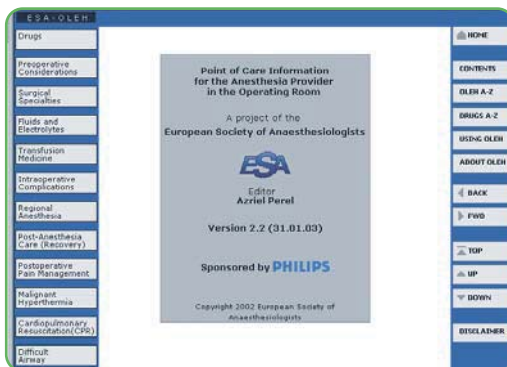 ESA-OLEH
Drugs
Preoperative
Considerations
Surgical
Specialties
Fluids and
Electrolytes
Transfusion
Medicine
Intraoperative
Complications
Regional
Anesthesia
Post-Anesthesia
Care (Recovery)
Postoperative
Pain Management
Malignant
Hyperthermia
Cardiopulmonary
Resuscitation(CPR)
Difficult
Airway
Point of Care Information
for the Anesthesia Provider
in the Operating Room
A project of the
European Society of Anaesthesiologists
ESA
Editor
Azriel Perel
Version 2.2 (31.01.03)
Sponsored by PHILIPS
Copyright 2002 European Society of
Anaesthesiologists
HOME
CONTENTS
OLEH A-Z
DRUGS A-Z
USING OLEH
ABOUT OLEH
BACK
FWD
TOP
UP
DOWN
DISCLAIMER